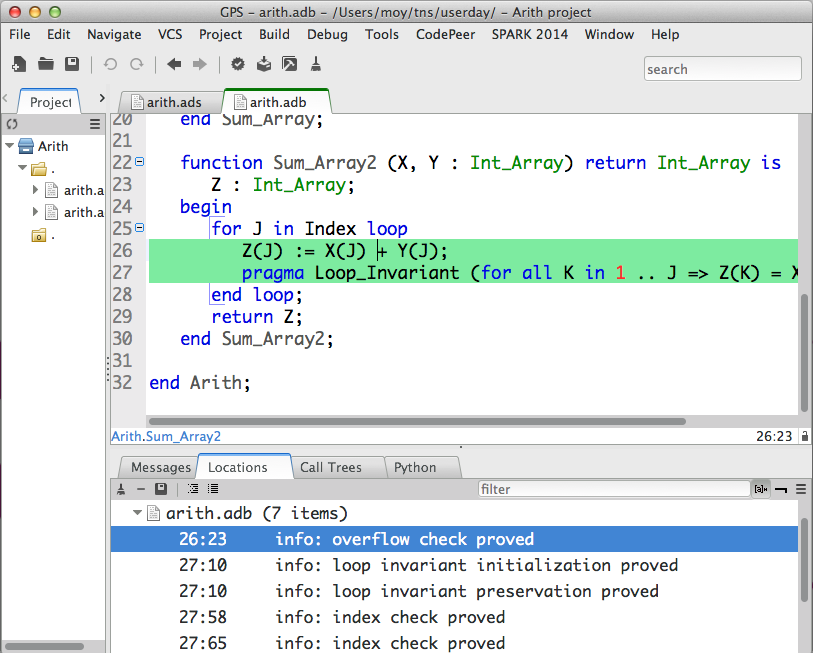 GPS - arith.adb - /Users/moy/tns/userday/ - Arith project
File Edit Navigate VCS Project Build Debug Tools CodePeer SPARK 2014 Window Help
search
Project
arith.ads
arith.adb
Arith
.
arith.a
arith.a
.
20 end Sum_Array;
21
22 function Sum_Array2 (X, Y : Int_Array) return Int_Array is
23 Z : Int_Array;
24 begin
25 for J in Index loop
26 Z(J) := X(J) + Y(J);
27 pragma Loop_Invariant (for all K in 1 .. J => Z(K) = X
28 end loop;
29 return Z;
30 end Sum_Array2;
31
32 end Arith;
Arith.Sum_Array2
26:23
Messages Locations Call Trees Python
filter
[a]
arith.adb (7 items)
26:23 info: overflow check proved
27:10 info: loop invariant initialization proved
27:10 info: loop invariant preservation proved
27:58 info: index check proved
27:65 info: index check proved